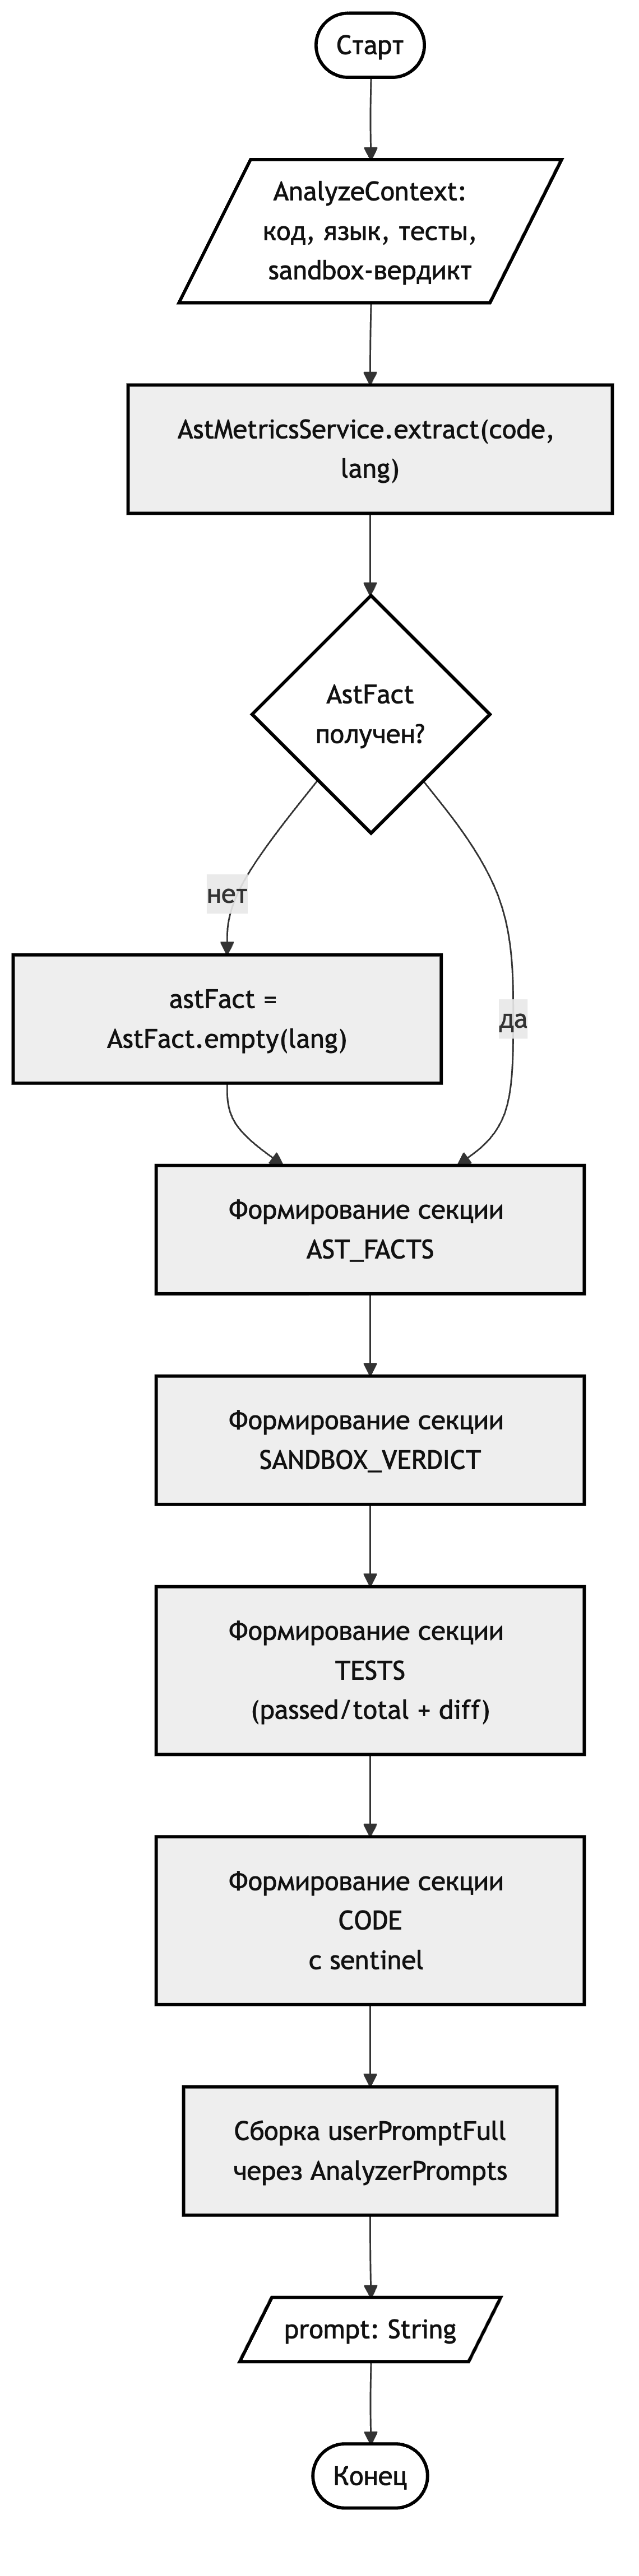 Старт
AnalyzeContext:
код, язык, тесты,
sandbox-вердикт
AstMetricsService.extract(code,
lang)
AstFact
получен?
нет
astFact =
AstFact.empty(lang)
да
Формирование секции
AST_FACTS
Формирование секции
SANDBOX_VERDICT
Формирование секции
TESTS
(passed/total + diff)
Формирование секции
CODE
с sentinel
Сборка userPromptFull
через AnalyzerPrompts
prompt: String
Конец